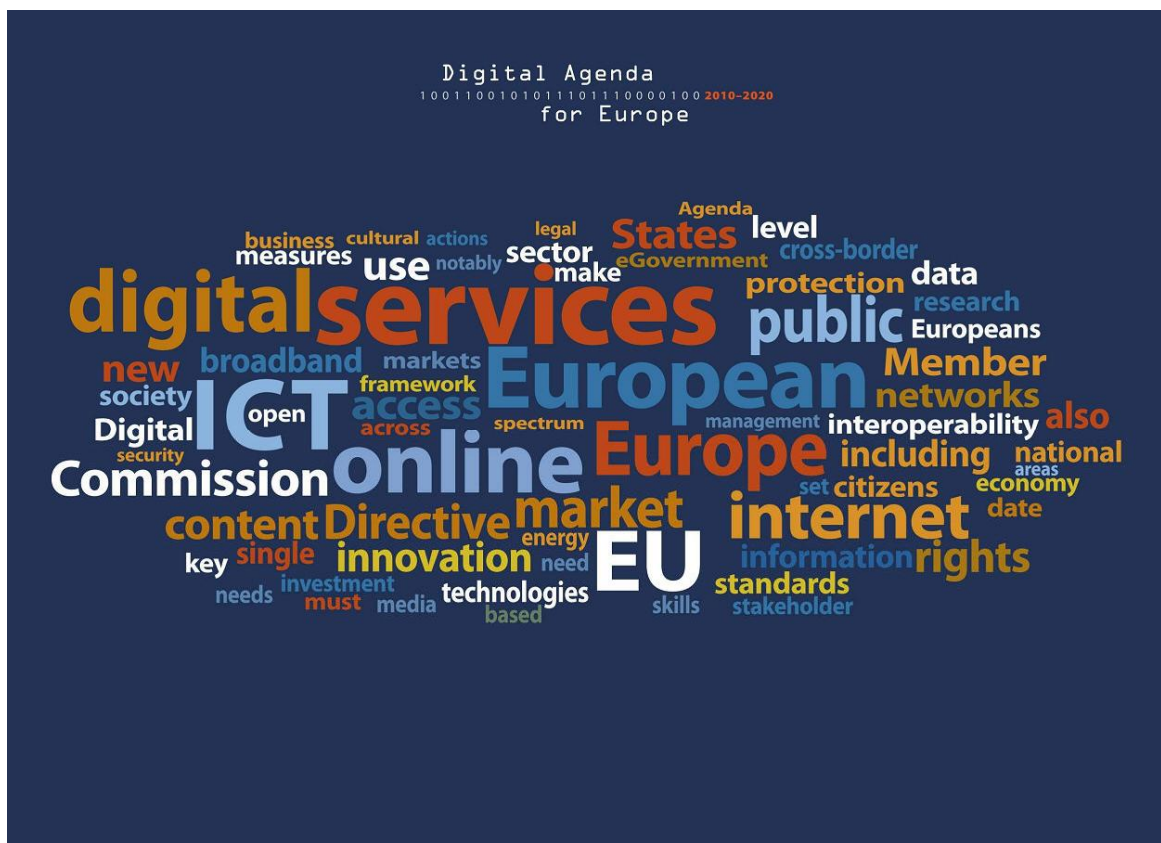 Digital Agenda
1001100101011101110000100 2010-2020
for Europe
Agenda
legal States level
business cultural actions sector cross-border
measures use notably make eGovernment
digital services protection data
public research
Europeans
new broadband markets European Member
society ICT framework networks
open access
Digital across spectrum management interoperability also
security Europe including national
Commission online areas
set citizens economy
content Directive market internet date
energy
key single innovation need EU information rights
needs investment technologies standards
must media skills stakeholder
based